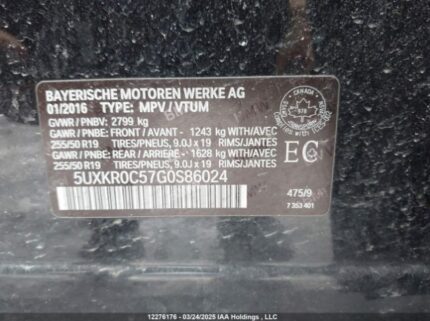 BAYERISCHE MOTOREN WERKE AG
01/2016 TYPE: MPV / VTUM
GVWR / PNBV: 2799 kg
GAWR / PNBE: FRONT / AVANT - 1243 kg WITH/AVEC
255/50 R19 TIRES/PNEUS, 9.0J x 19 RIMS/JANTES
GAWR / PNBE: REAR / ARRIERE - 1628 kg WITH/AVEC
255/50 R19 TIRES/PNEUS, 9.0J x 19 RIMS/JANTES
EC
5UXKR0C57G0S86024
475/9
7 353 401
CANADA
12276176 - 03/24/2025 IAA Holdings , LLC